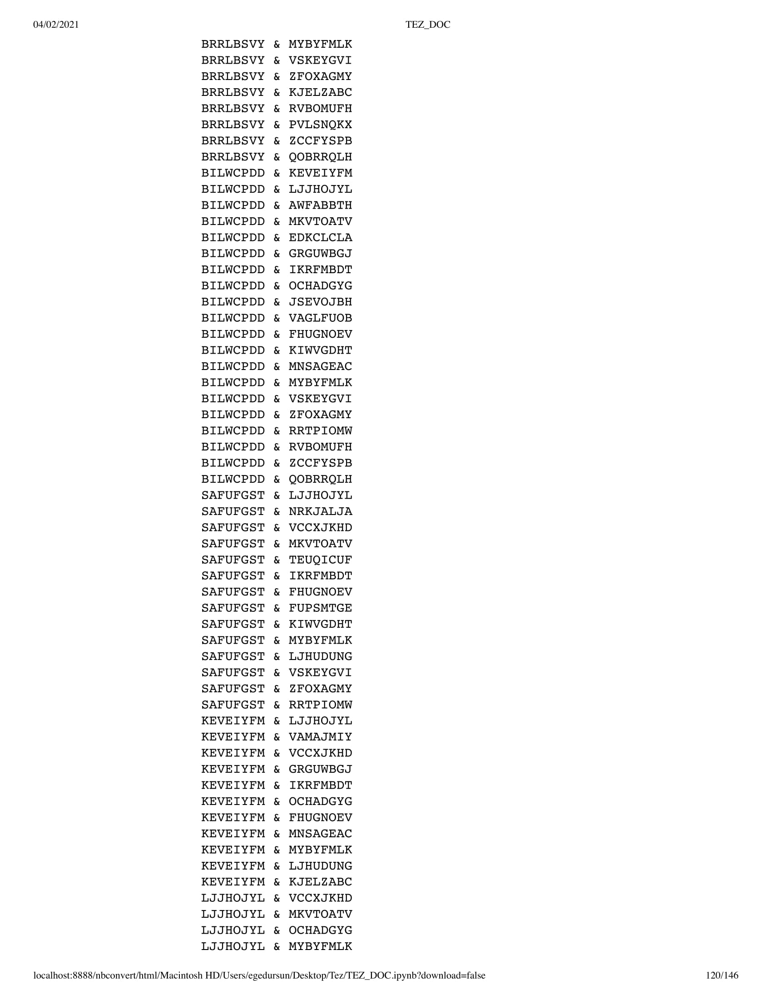 04/02/2021 TEZ_DOC
BRRLBSVY & MYBYFMLK
BRRLBSVY & VSKEYGVI
BRRLBSVY & ZFOXAGMY
BRRLBSVY & KJELZABC
BRRLBSVY & RVBOMUFH
BRRLBSVY & PVLSNQKX
BRRLBSVY & ZCCFYSPB
BRRLBSVY & QOBRRQLH
BILWCPDD & KEVEIYFM
BILWCPDD & LJJHOJYL
BILWCPDD & AWFABBTH
BILWCPDD & MKVTOATV
BILWCPDD & EDKCLCLA
BILWCPDD & GRGUWBGJ
BILWCPDD & IKRFMBDT
BILWCPDD & OCHADGYG
BILWCPDD & JSEVOJBH
BILWCPDD & VAGLFUOB
BILWCPDD & FHUGNOEV
BILWCPDD & KIWVGDHT
BILWCPDD & MNSAGEAC
BILWCPDD & MYBYFMLK
BILWCPDD & VSKEYGVI
BILWCPDD & ZFOXAGMY
BILWCPDD & RRTPIOMW
BILWCPDD & RVBOMUFH
BILWCPDD & ZCCFYSPB
BILWCPDD & QOBRRQLH
SAFUFGST & LJJHOJYL
SAFUFGST & NRKJALJA
SAFUFGST & VCCXJKHD
SAFUFGST & MKVTOATV
SAFUFGST & TEUQICUF
SAFUFGST & IKRFMBDT
SAFUFGST & FHUGNOEV
SAFUFGST & FUPSMTGE
SAFUFGST & KIWVGDHT
SAFUFGST & MYBYFMLK
SAFUFGST & LJHUDUNG
SAFUFGST & VSKEYGVI
SAFUFGST & ZFOXAGMY
SAFUFGST & RRTPIOMW
KEVEIYFM & LJJHOJYL
KEVEIYFM & VAMAJMIY
KEVEIYFM & VCCXJKHD
KEVEIYFM & GRGUWBGJ
KEVEIYFM & IKRFMBDT
KEVEIYFM & OCHADGYG
KEVEIYFM & FHUGNOEV
KEVEIYFM & MNSAGEAC
KEVEIYFM & MYBYFMLK
KEVEIYFM & LJHUDUNG
KEVEIYFM & KJELZABC
LJJHOJYL & VCCXJKHD
LJJHOJYL & MKVTOATV
LJJHOJYL & OCHADGYG
LJJHOJYL & MYBYFMLK
localhost:8888/nbconvert/html/Macintosh HD/Users/egedursun/Desktop/Tez/TEZ_DOC.ipynb?download=false 120/146